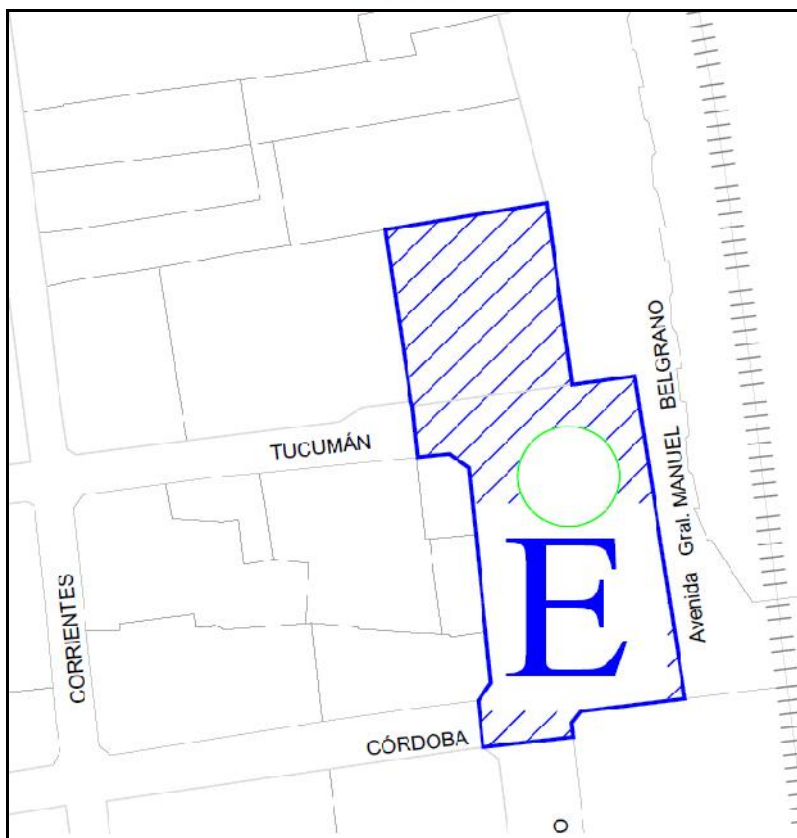 Avenida Gral. MANUEL BELGRANO
TUCUMÁN
E
CORRIENTES
CÓRDOBA
O